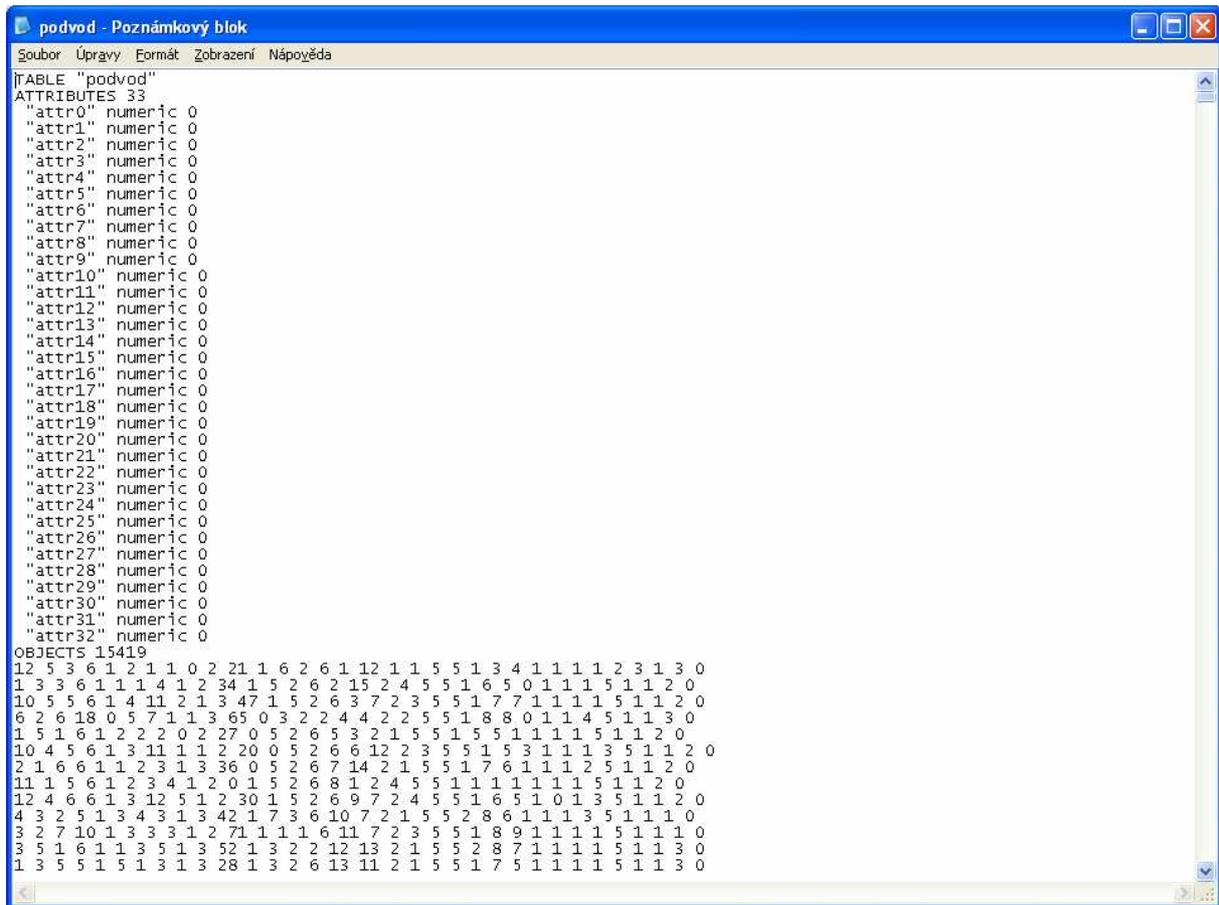 podvod - Poznámkový blok
Soubor Úpravy Formát Zobrazení Nápověda
TABLE "podvod"
ATTRIBUTES 33
"attr0" numeric 0
"attr1" numeric 0
"attr2" numeric 0
"attr3" numeric 0
"attr4" numeric 0
"attr5" numeric 0
"attr6" numeric 0
"attr7" numeric 0
"attr8" numeric 0
"attr9" numeric 0
"attr10" numeric 0
"attr11" numeric 0
"attr12" numeric 0
"attr13" numeric 0
"attr14" numeric 0
"attr15" numeric 0
"attr16" numeric 0
"attr17" numeric 0
"attr18" numeric 0
"attr19" numeric 0
"attr20" numeric 0
"attr21" numeric 0
"attr22" numeric 0
"attr23" numeric 0
"attr24" numeric 0
"attr25" numeric 0
"attr26" numeric 0
"attr27" numeric 0
"attr28" numeric 0
"attr29" numeric 0
"attr30" numeric 0
"attr31" numeric 0
"attr32" numeric 0
OBJECTS 15419
12 5 3 6 1 2 1 1 0 2 21 1 6 2 6 1 12 1 1 5 5 1 3 4 1 1 1 1 2 3 1 3 0
1 3 3 6 1 1 1 4 1 2 34 1 5 2 6 2 15 2 4 5 5 1 6 5 0 1 1 1 5 1 1 2 0
10 5 5 6 1 4 11 2 1 3 47 1 5 2 6 3 7 2 3 5 5 1 7 7 1 1 1 1 5 1 1 2 0
6 2 6 18 0 5 7 1 1 3 65 0 3 2 2 4 4 2 2 5 5 1 8 8 0 1 1 4 5 1 1 3 0
1 5 1 6 1 2 2 2 0 2 27 0 5 2 6 5 3 2 1 5 5 1 5 5 1 1 1 1 5 1 1 2 0
10 4 5 6 1 3 11 1 1 2 20 0 5 2 6 6 12 2 3 5 5 1 5 3 1 1 1 3 5 1 1 2 0
2 1 6 6 1 1 2 3 1 3 36 0 5 2 6 7 14 2 1 5 5 1 7 6 1 1 1 2 5 1 1 2 0
11 1 5 6 1 2 3 4 1 2 0 1 5 2 6 8 1 2 4 5 5 1 1 1 1 1 1 1 5 1 1 2 0
12 4 6 6 1 3 12 5 1 2 30 1 5 2 6 9 7 2 4 5 5 1 6 5 1 0 1 3 5 1 1 2 0
4 3 2 5 1 3 4 3 1 3 42 1 7 3 6 10 7 2 1 5 5 2 8 6 1 1 1 3 5 1 1 1 0
3 2 7 10 1 3 3 3 1 2 71 1 1 1 6 11 7 2 3 5 5 1 8 9 1 1 1 1 5 1 1 1 0
3 5 1 6 1 1 3 5 1 3 52 1 3 2 2 12 13 2 1 5 5 2 8 7 1 1 1 1 5 1 1 3 0
1 3 5 5 1 5 1 3 1 3 28 1 3 2 6 13 11 2 1 5 5 1 7 5 1 1 1 1 5 1 1 3 0